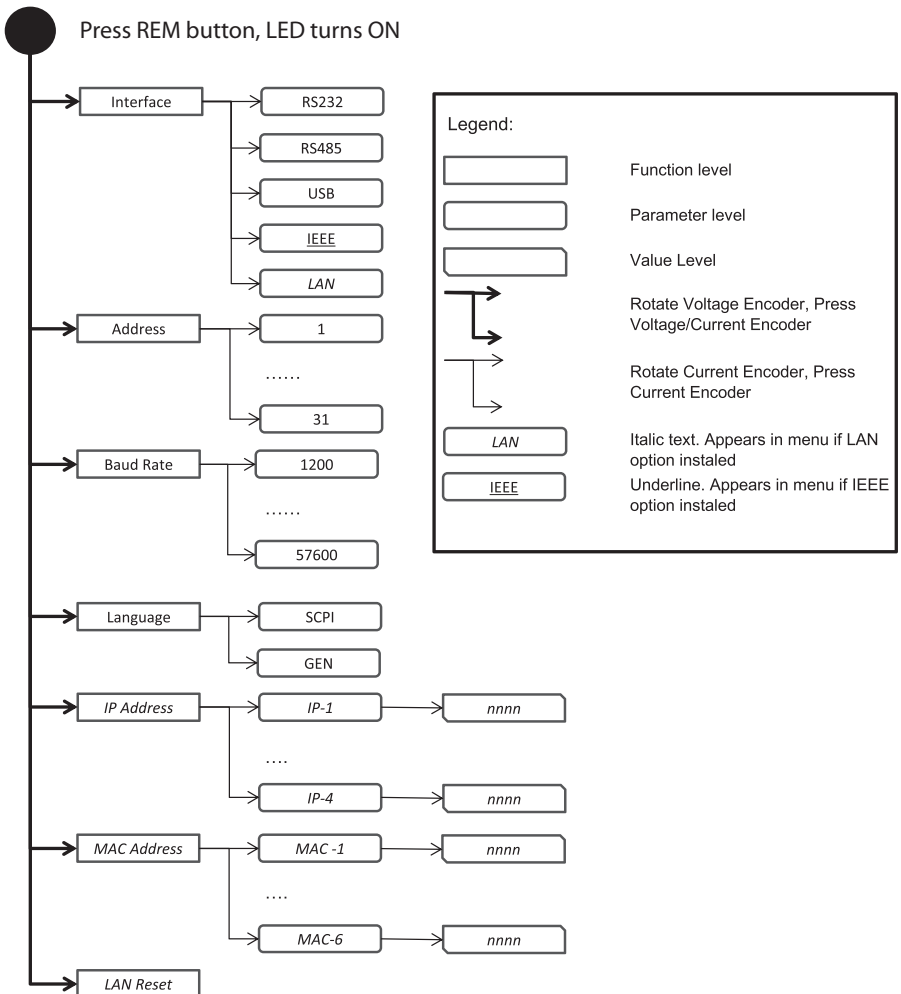 Press REM button, LED turns ON
Interface
RS232
RS485
USB
IEEE
LAN
Address
1
......
31
Baud Rate
1200
......
57600
Language
SCPI
GEN
IP Address
IP-1
nnnn
....
IP-4
nnnn
MAC Address
MAC -1
nnnn
....
MAC-6
nnnn
LAN Reset
Legend:
Function level
Parameter level
Value Level
Rotate Voltage Encoder, Press
Voltage/Current Encoder
Rotate Current Encoder, Press
Current Encoder
LAN
Italic text. Appears in menu if LAN
option instaled
IEEE
Underline. Appears in menu if IEEE
option instaled